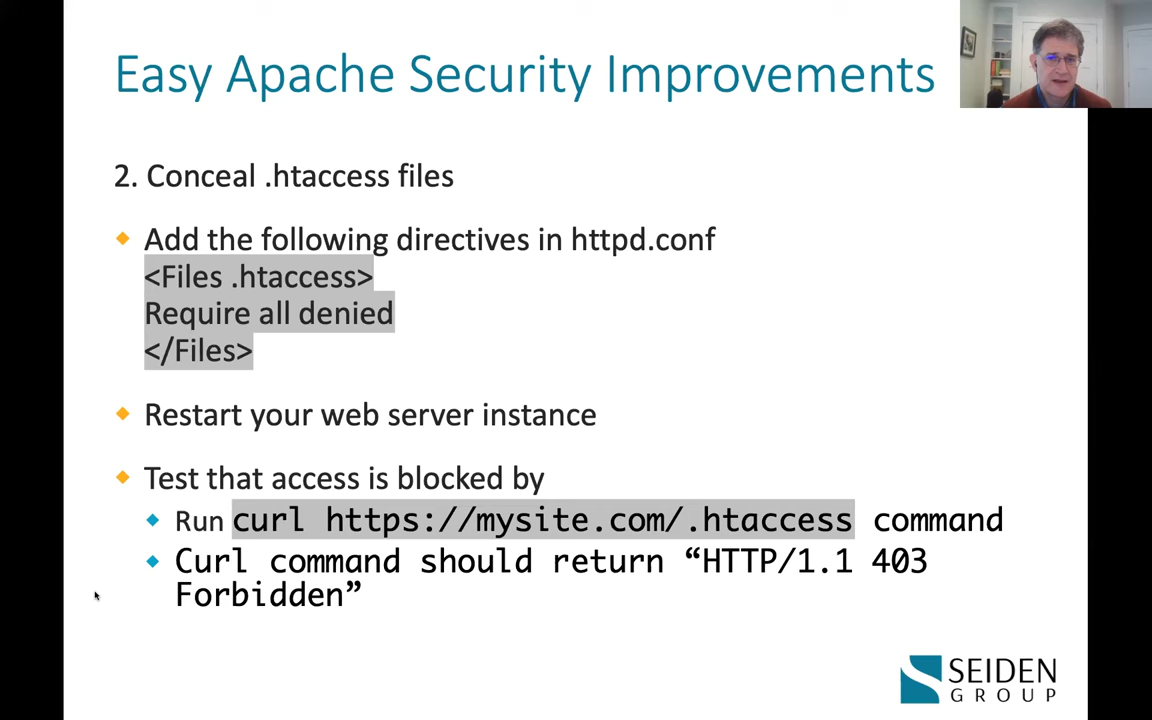 Easy Apache Security Improvements
2. Conceal .htaccess files
Add the following directives in httpd.conf
<Files .htaccess>
Require all denied
</Files>
Restart your web server instance
Test that access is blocked by
Run curl https://mysite.com/.htaccess command
Curl command should return “HTTP/1.1 403
Forbidden”
SEIDEN
GROUP